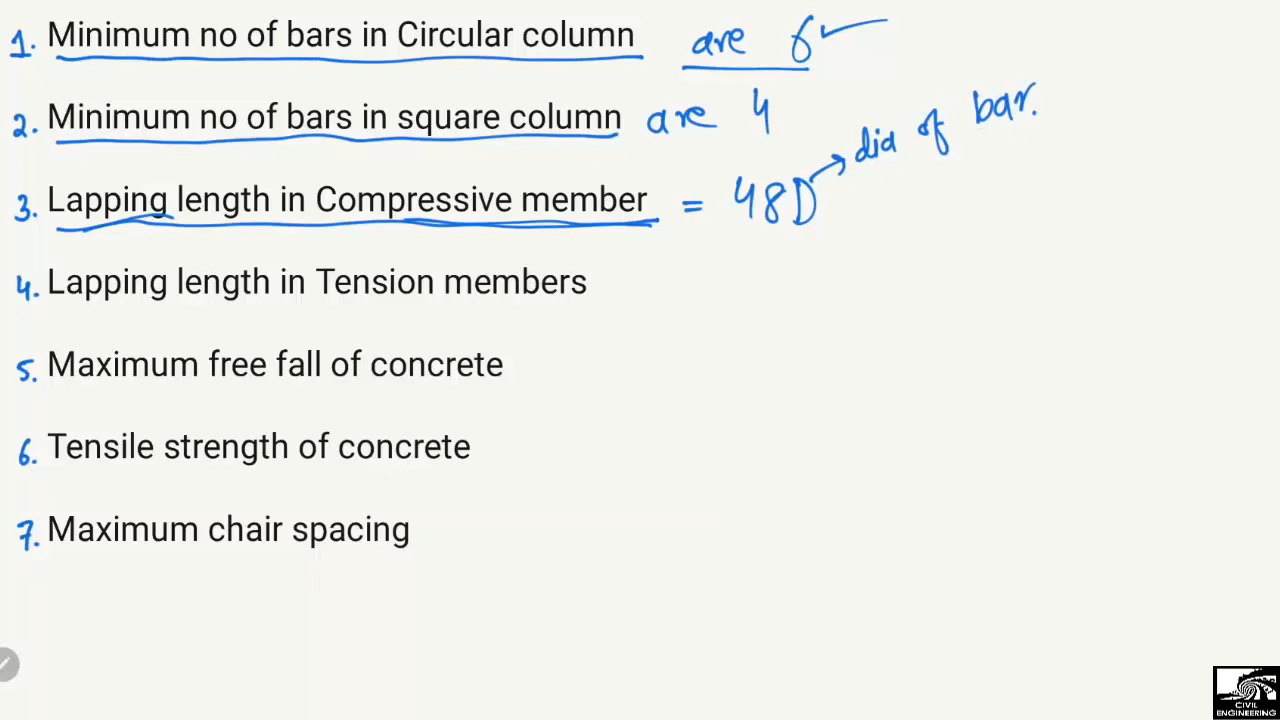 1. Minimum no of bars in Circular column are 6
2. Minimum no of bars in square column are 4
3. Lapping length in Compressive member = 48D dia of bar.
4. Lapping length in Tension members
5. Maximum free fall of concrete
6. Tensile strength of concrete
7. Maximum chair spacing
CIVIL
ENGINEERING